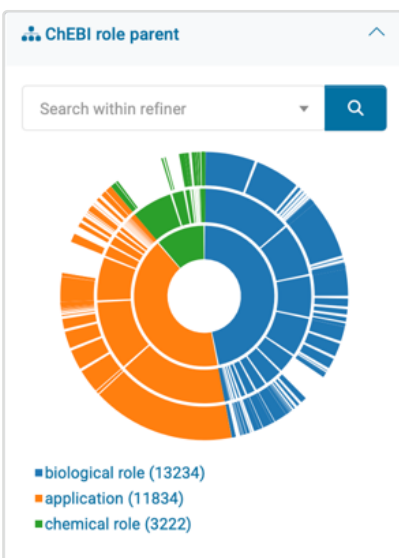 ChEBI role parent
Search within refiner
biological role (13234)
application (11834)
chemical role (3222)